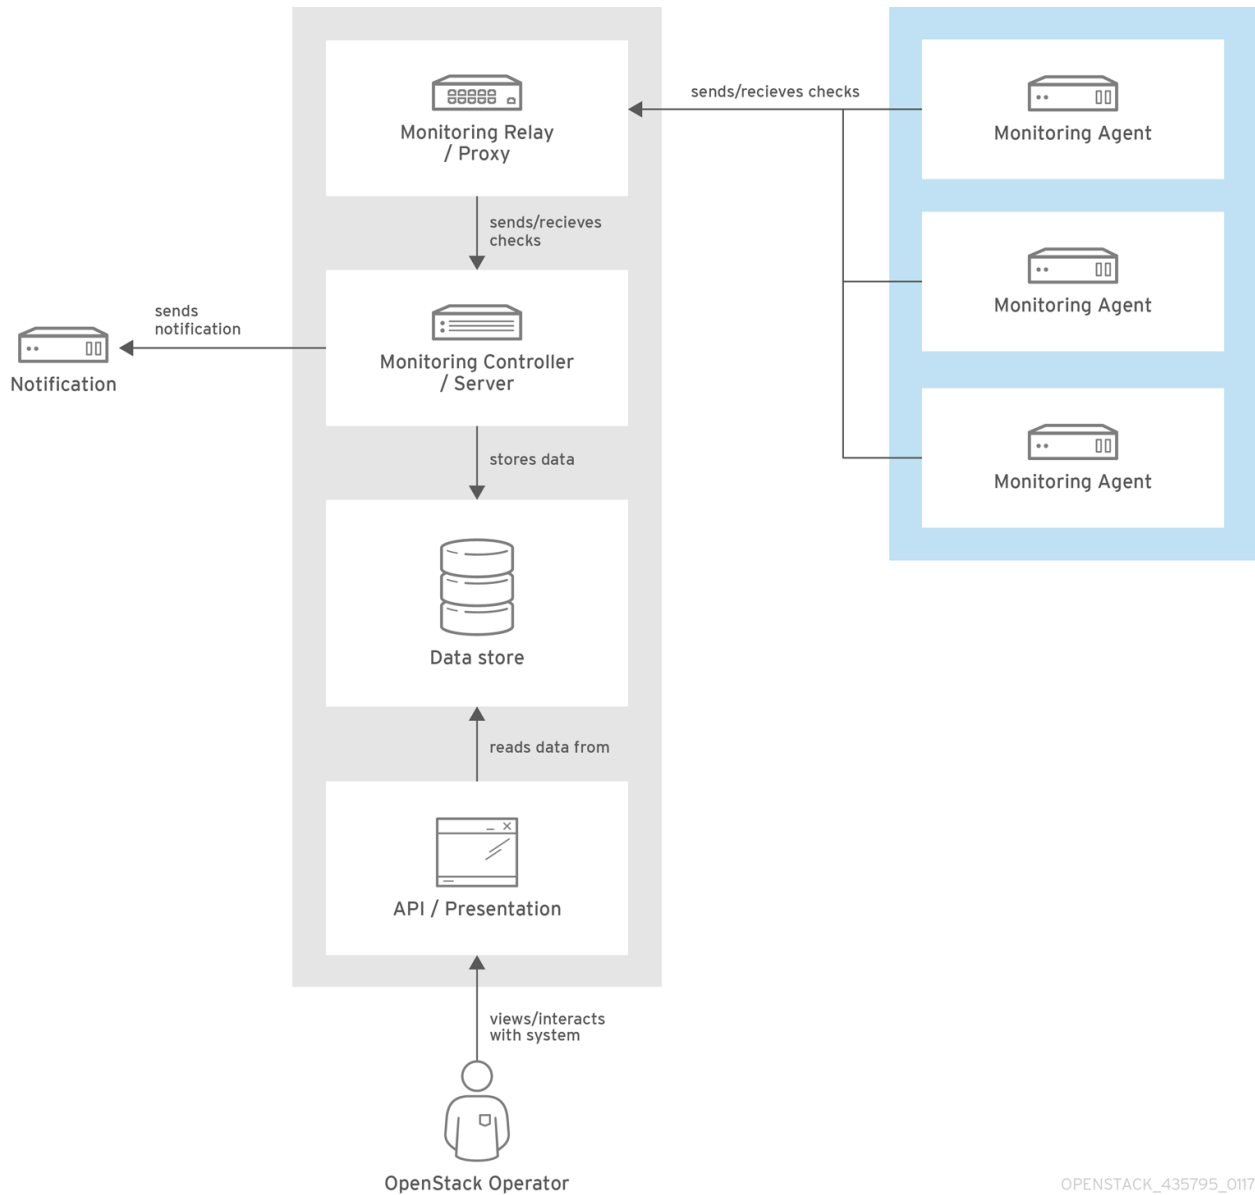 Monitoring Relay
/ Proxy
sends/recieves checks
Monitoring Agent
sends/recieves
checks
Monitoring Agent
sends
notification
Notification
Monitoring Controller
/ Server
Monitoring Agent
stores data
Data store
reads data from
API / Presentation
views/interacts
with system
OpenStack Operator
OPENSTACK_435795_0117